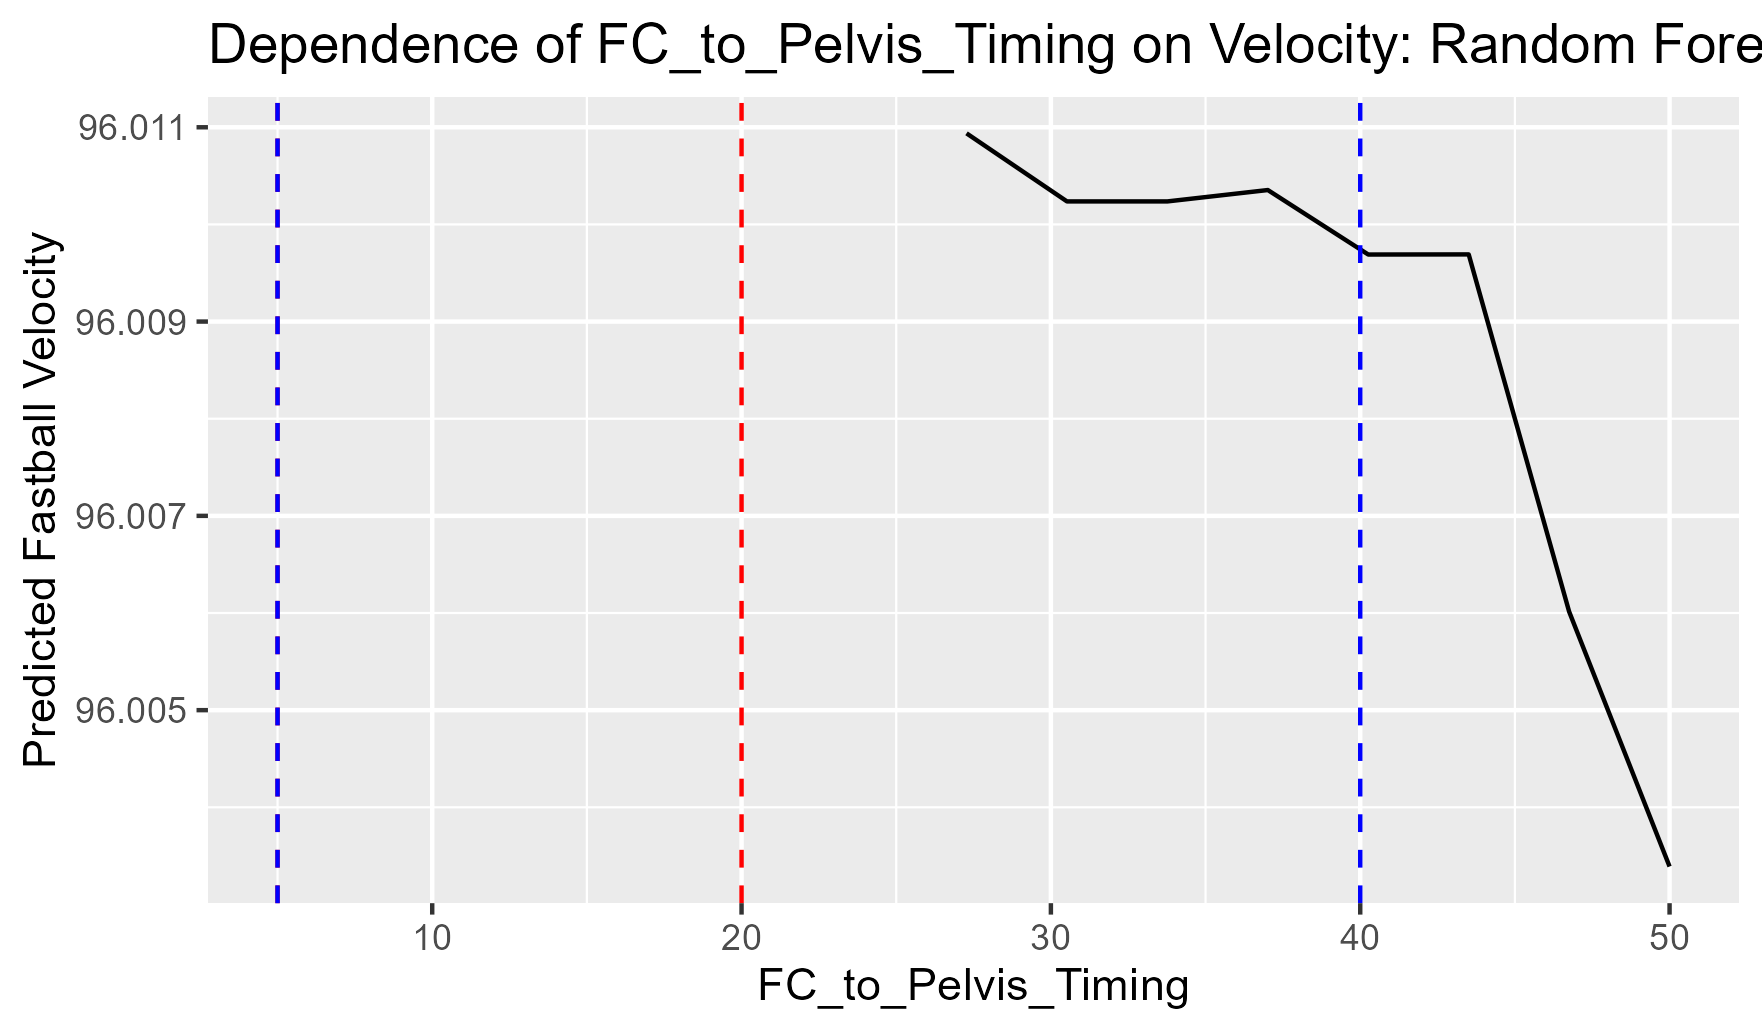 Dependence of FC_to_Pelvis_Timing on Velocity: Random Fore
96.011
96.009
96.007
96.005
Predicted Fastball Velocity
10 20 30 40 50
FC_to_Pelvis_Timing